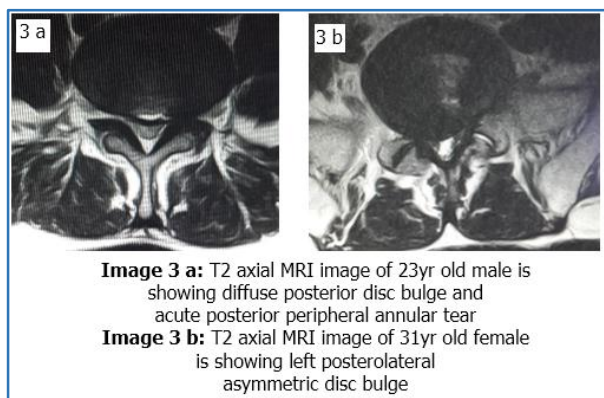 3 a
3 b
Image 3 a: T2 axial MRI image of 23yr old male is
showing diffuse posterior disc bulge and
acute posterior peripheral annular tear
Image 3 b: T2 axial MRI image of 31yr old female
is showing left posterolateral
asymmetric disc bulge